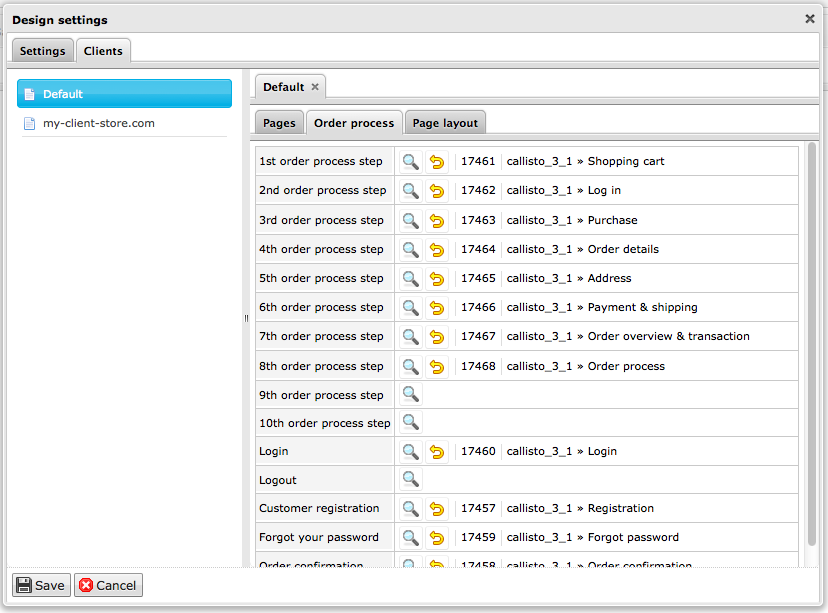 Design settings
Settings Clients
Default
my-client-store.com
Default
Pages Order process Page layout
1st order process step 17461 callisto_3_1 » Shopping cart
2nd order process step 17462 callisto_3_1 » Log in
3rd order process step 17463 callisto_3_1 » Purchase
4th order process step 17464 callisto_3_1 » Order details
5th order process step 17465 callisto_3_1 » Address
6th order process step 17466 callisto_3_1 » Payment & shipping
7th order process step 17467 callisto_3_1 » Order overview & transaction
8th order process step 17468 callisto_3_1 » Order process
9th order process step
10th order process step
Login 17460 callisto_3_1 » Login
Logout
Customer registration 17457 callisto_3_1 » Registration
Forgot your password 17459 callisto_3_1 » Forgot password
Order confirmation 17458 callisto_3_1 » Order confirmation
Save Cancel